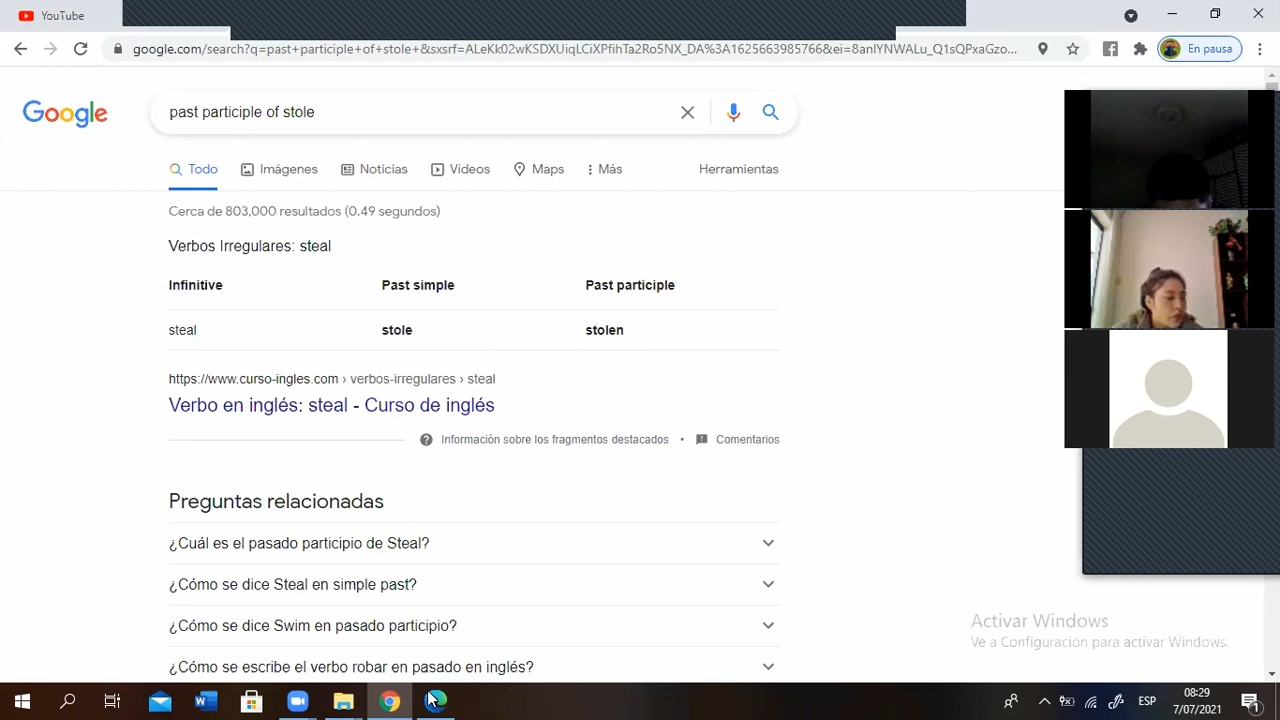 YouTube
google.com/search?q=past+participle+of+stole+&sxsrf=ALeKk02wKSDXUiqLCiXPfihTa2Ro5NX_DA%3A1625663985766&ei=8anlYNWALu_Q1sQPxaGzo...
En pausa
Google
past participle of stole
Todo Imágenes Noticias Vídeos Maps Más Herramientas
Cerca de 803,000 resultados (0.49 segundos)
Verbos Irregulares: steal
Infinitive Past simple Past participle
steal stole stolen
https://www.curso-ingles.com › verbos-irregulares › steal
Verbo en inglés: steal - Curso de inglés
Información sobre los fragmentos destacados • Comentarios
Preguntas relacionadas
¿Cuál es el pasado participio de Steal?
¿Cómo se dice Steal en simple past?
¿Cómo se dice Swim en pasado participio?
¿Cómo se escribe el verbo robar en pasado en inglés?
Activar Windows
Ve a Configuración para activar Windows.
ESP
08:29
7/07/2021
1